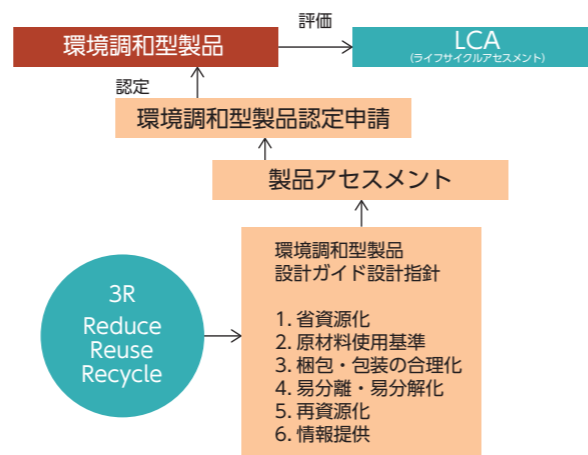 環境調和型製品
評価
LCA
(ライフサイクルアセスメント)
認定
環境調和型製品認定申請
製品アセスメント
3R
Reduce
Reuse
Recycle
環境調和型製品
設計ガイド設計指針
1. 省資源化
2. 原材料使用基準
3. 梱包・包装の合理化
4. 易分離・易分解化
5. 再資源化
6. 情報提供